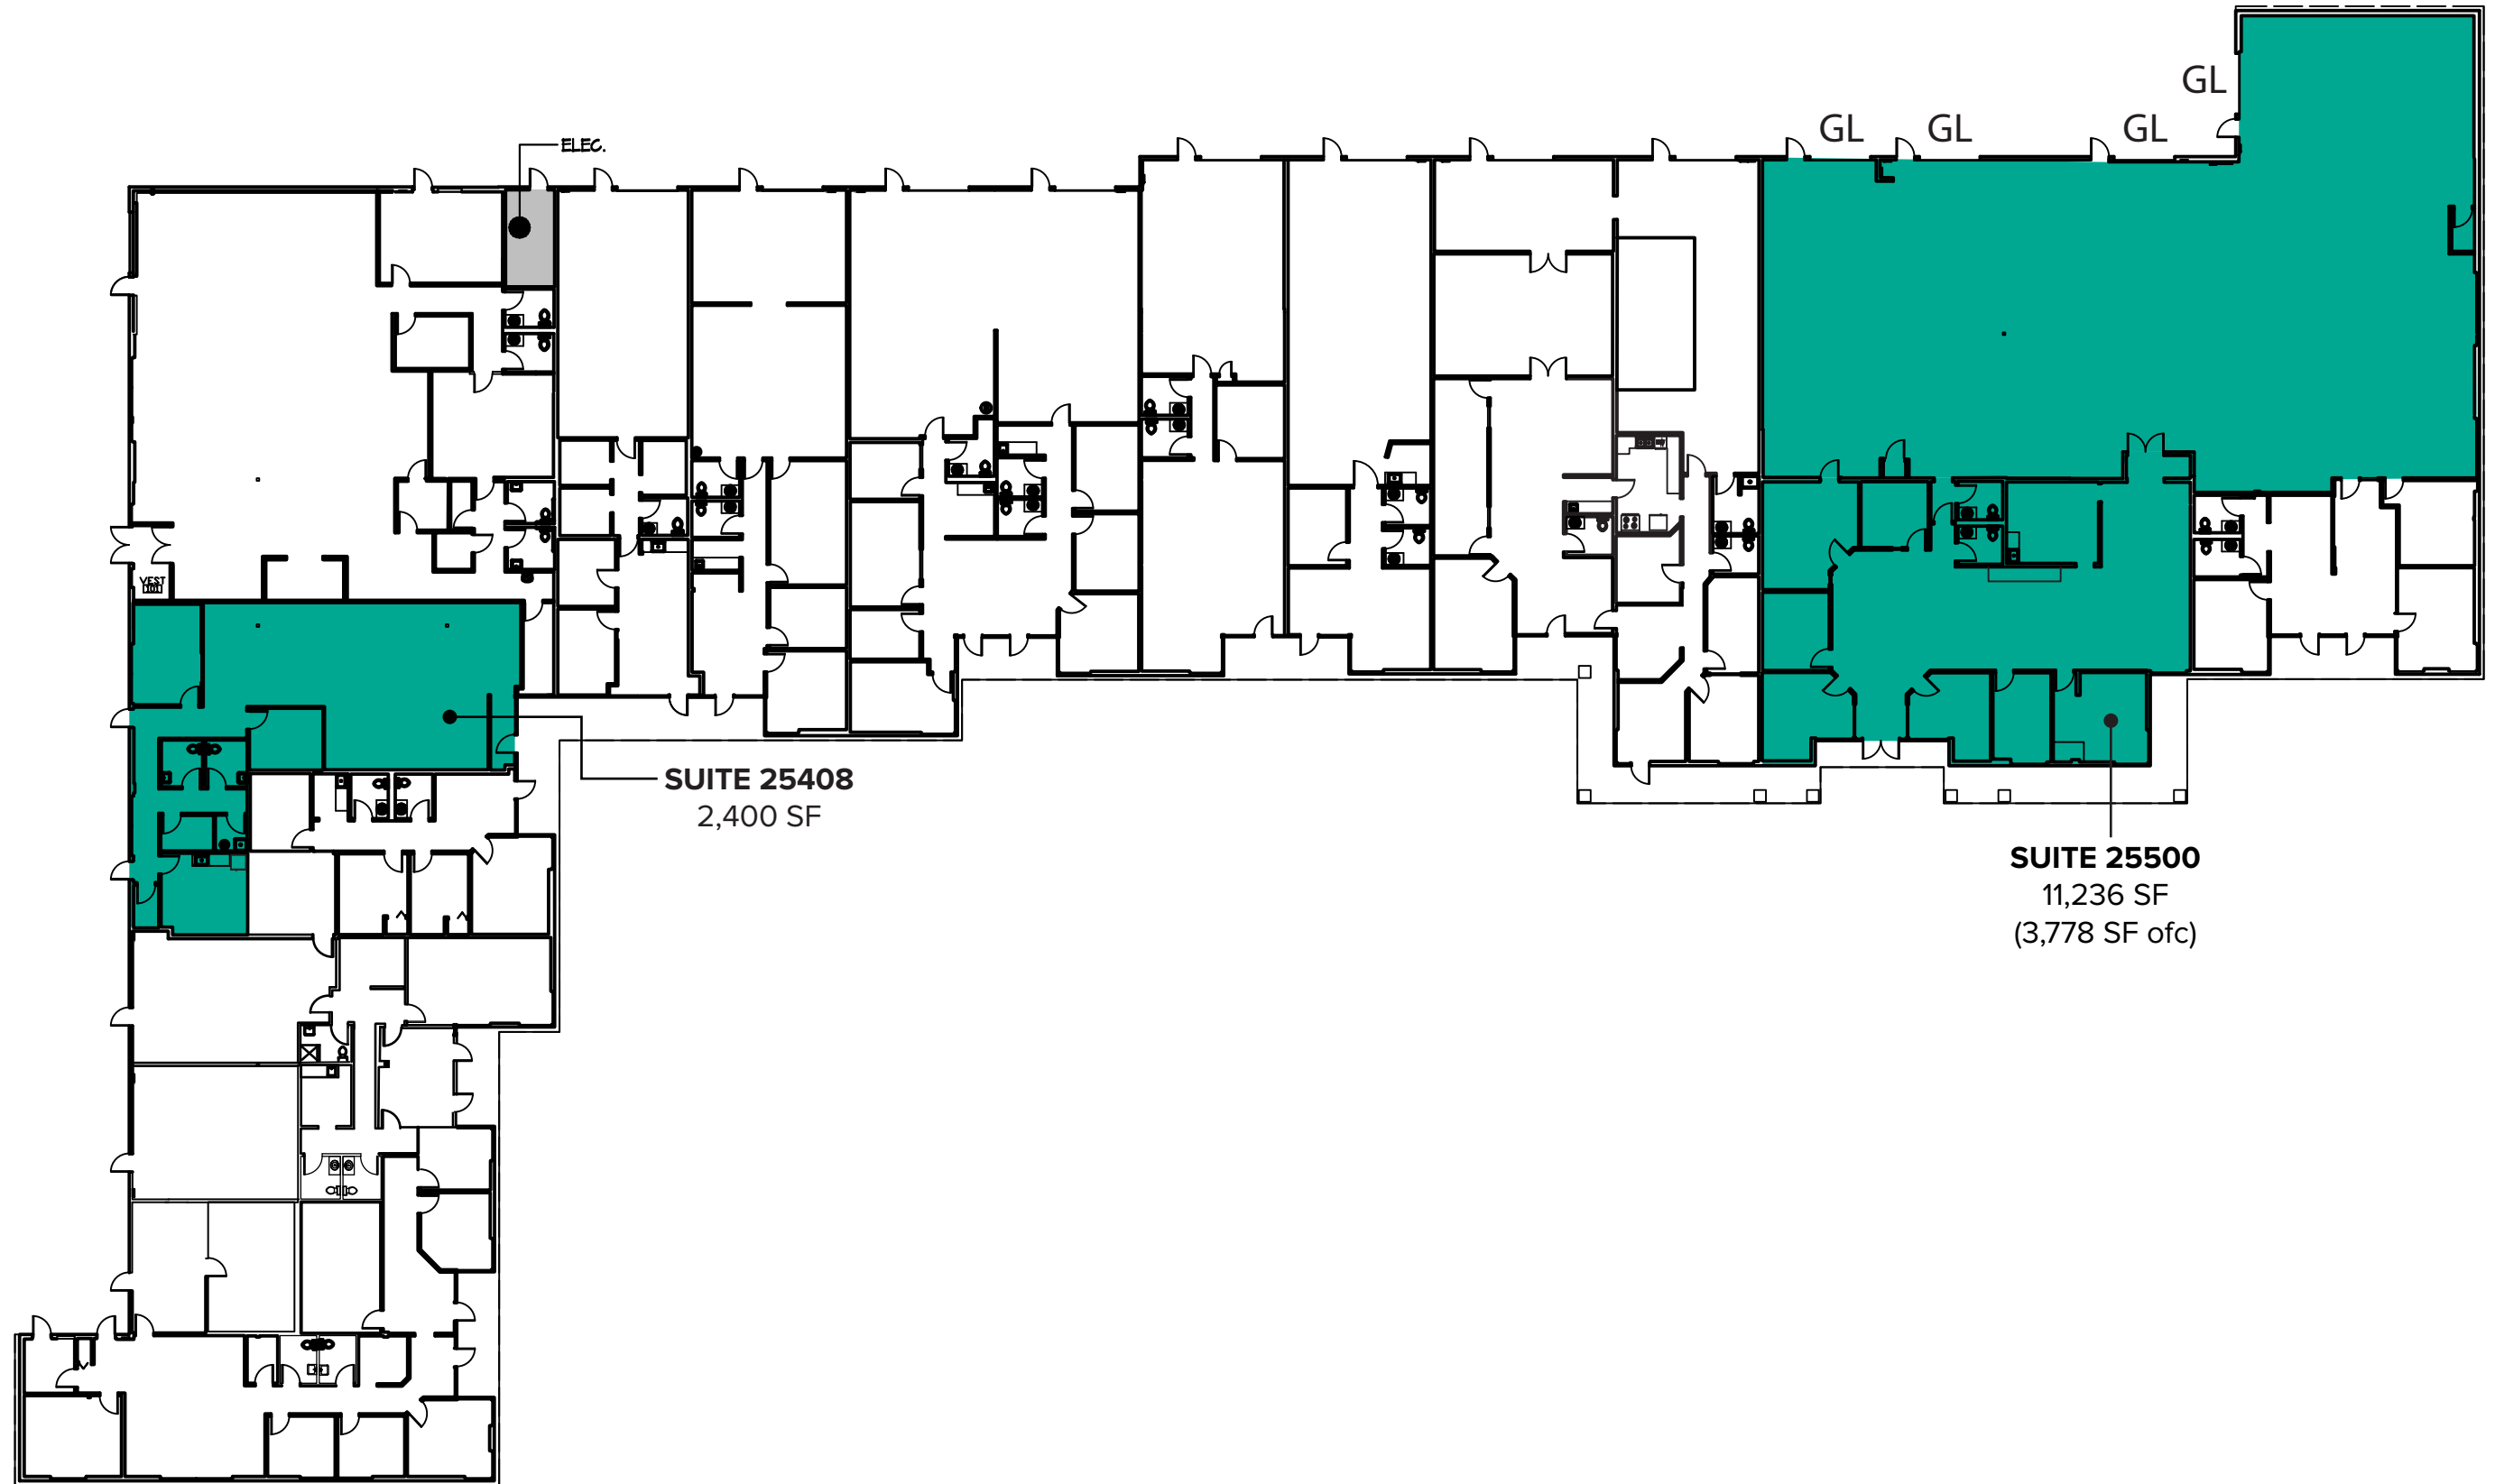 GL
GL
GL
GL
ELEC.
VEST
101
SUITE 25408
2,400 SF
SUITE 25500
11,236 SF
(3,778 SF ofc)